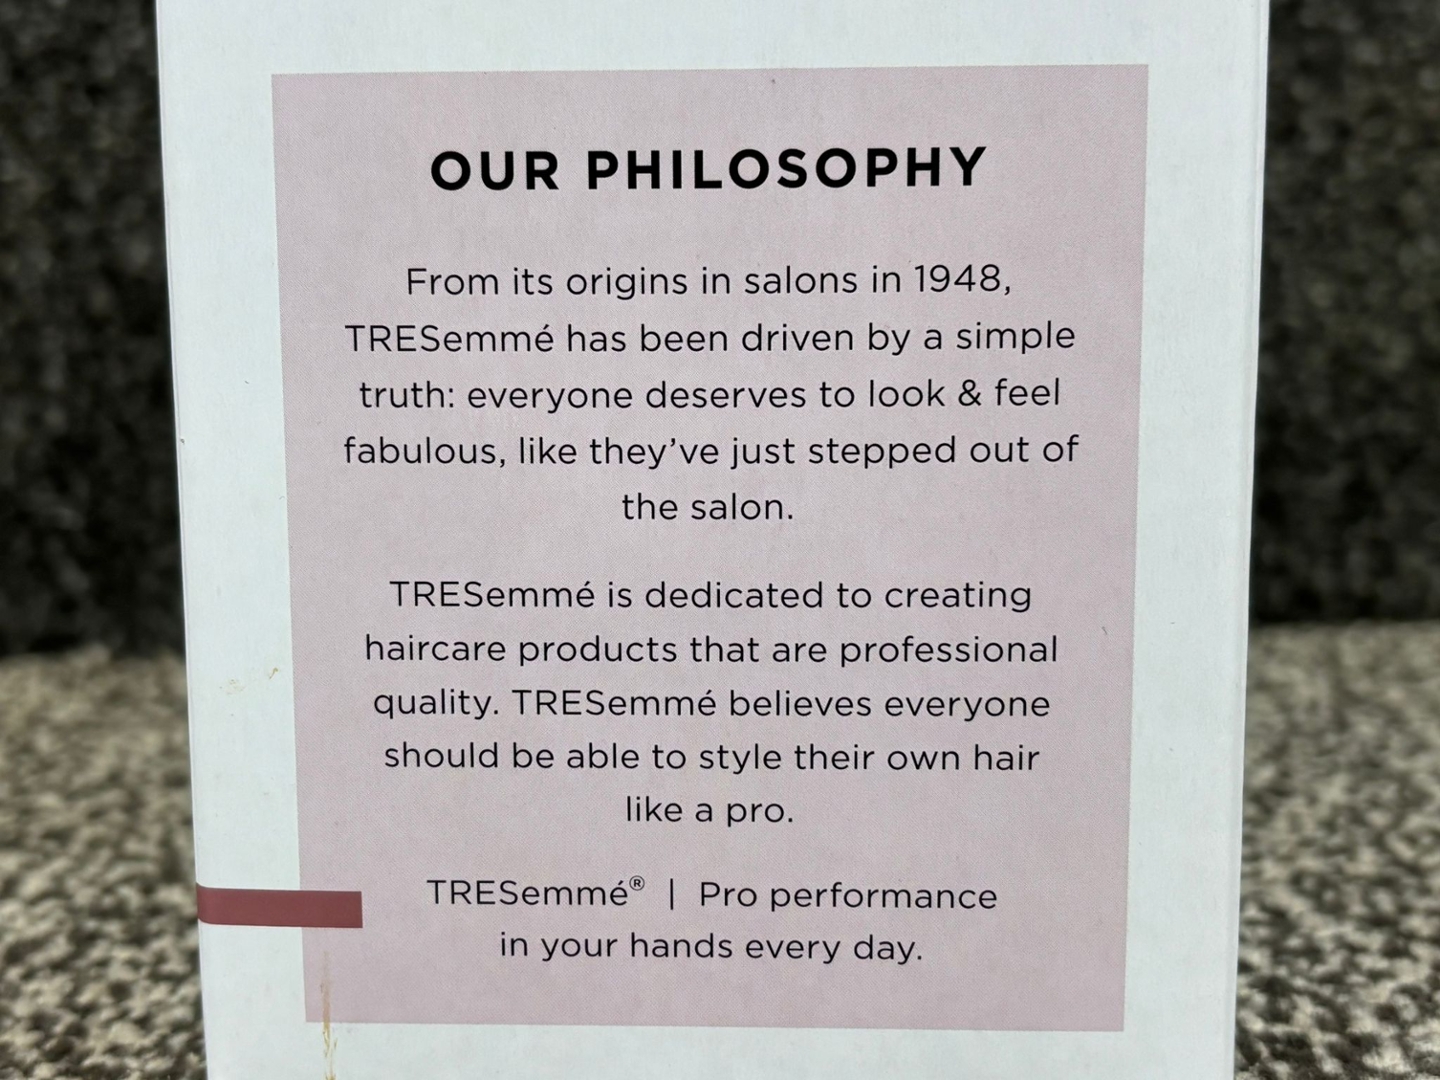 OUR PHILOSOPHY
From its origins in salons in 1948,
TRESemmé has been driven by a simple
truth: everyone deserves to look & feel
fabulous, like they’ve just stepped out of
the salon.
TRESemmé is dedicated to creating
haircare products that are professional
quality. TRESemmé believes everyone
should be able to style their own hair
like a pro.
TRESemmé® | Pro performance
in your hands every day.